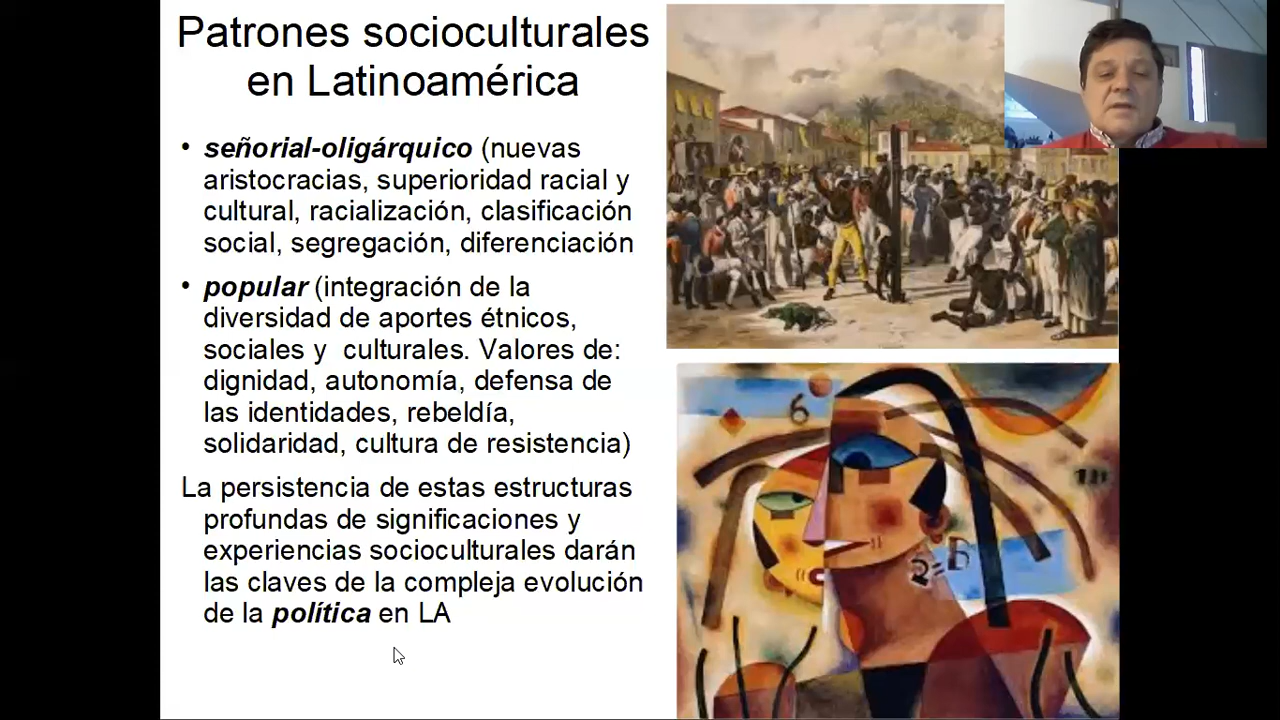 Patrones socioculturales
en Latinoamérica
• señorial-oligárquico (nuevas
aristocracias, superioridad racial y
cultural, racialización, clasificación
social, segregación, diferenciación
• popular (integración de la
diversidad de aportes étnicos,
sociales y  culturales. Valores de:
dignidad, autonomía, defensa de
las identidades, rebeldía,
solidaridad, cultura de resistencia)
La persistencia de estas estructuras
profundas de significaciones y
experiencias socioculturales darán
las claves de la compleja evolución
de la política en LA
6
B
2=